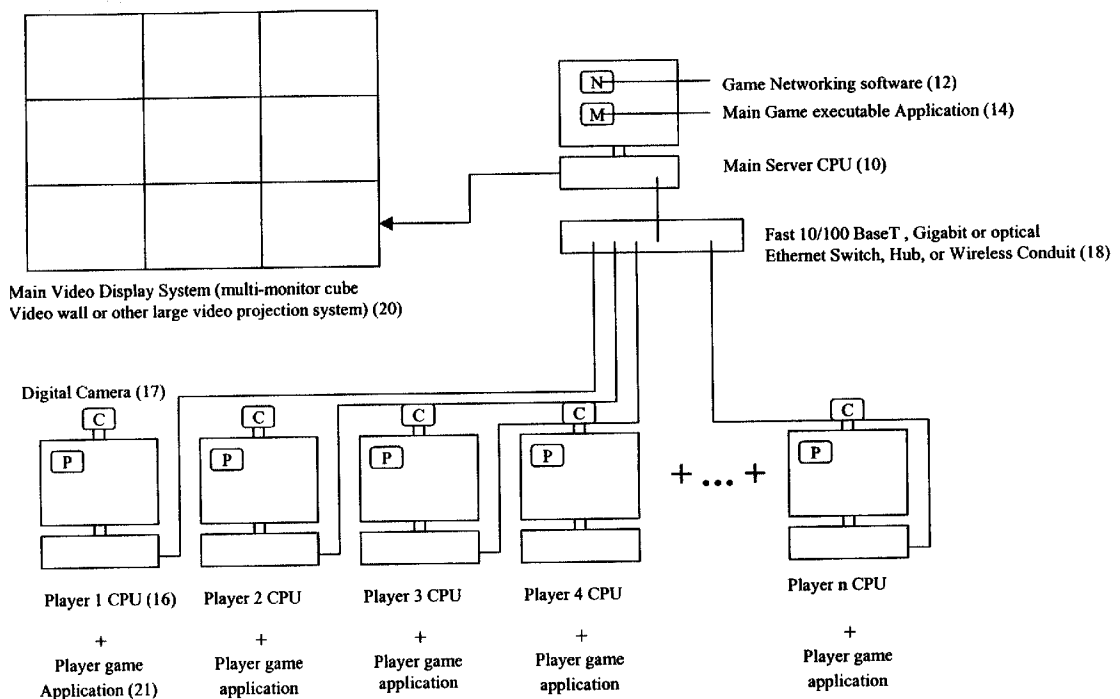 N
Game Networking software (12)
M
Main Game executable Application (14)
Main Server CPU (10)
Fast 10/100 BaseT , Gigabit or optical
Ethernet Switch, Hub, or Wireless Conduit (18)
Main Video Display System (multi-monitor cube
Video wall or other large video projection system) (20)
Digital Camera (17)
C
C
C
C
C
P
P
P
P
P
+ ... +
Player 1 CPU (16)
Player 2 CPU
Player 3 CPU
Player 4 CPU
Player n CPU
+
+
+
+
+
Player game
Application (21)
Player game
application
Player game
application
Player game
application
Player game
application